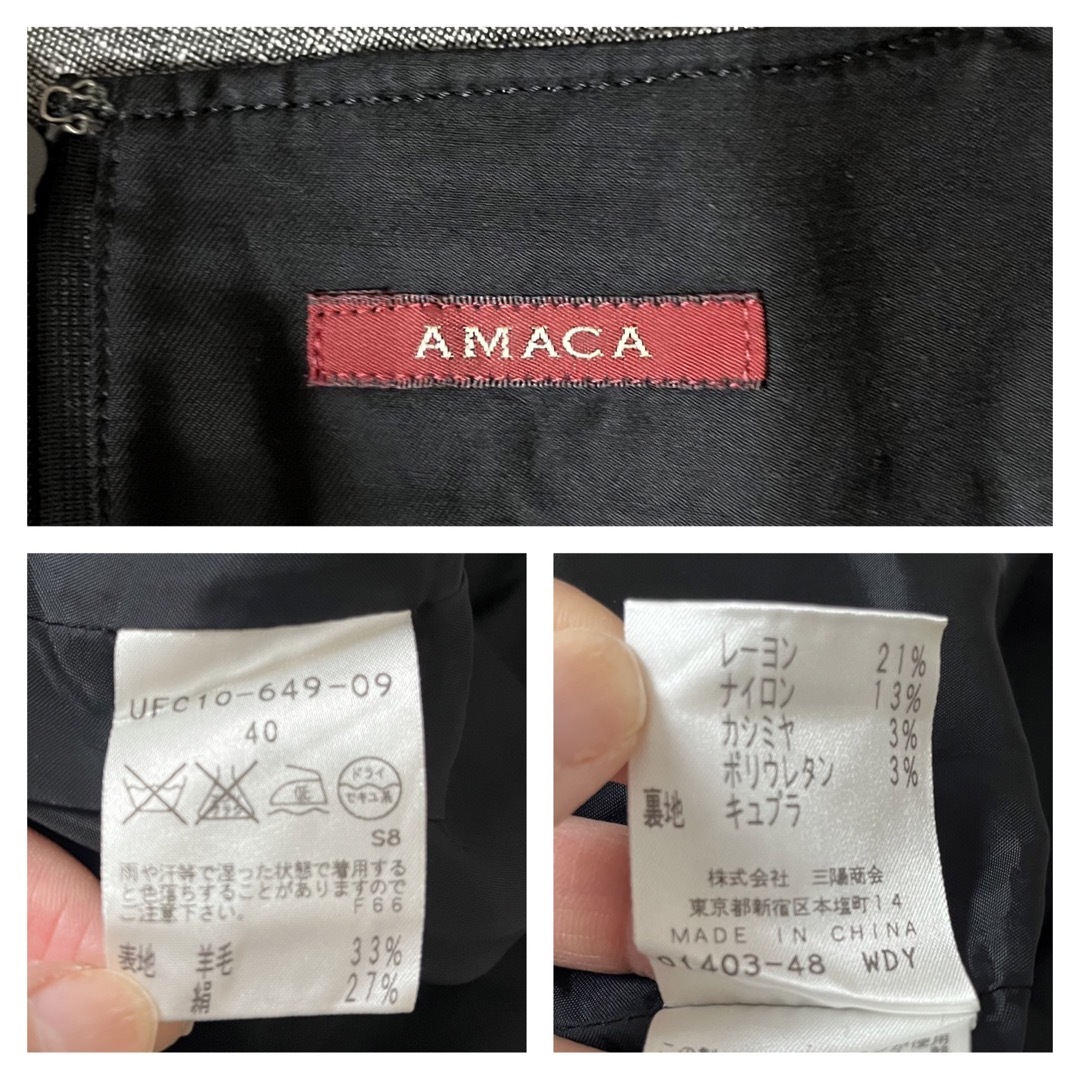 AMACA
UFC10-649-09
40
低
ドライ
セキユ系
S8
雨や汗等で湿った状態で着用する
と色落ちすることがありますので
ご注意下さい。 F66
表地 羊毛 33%
27%
レーヨン 21%
ナイロン 13%
カシミヤ 3%
ポリウレタン 3%
裏地 キュプラ
株式会社 三陽商会
東京都新宿区本塩町14
MADE IN CHINA
91403-48 WDY